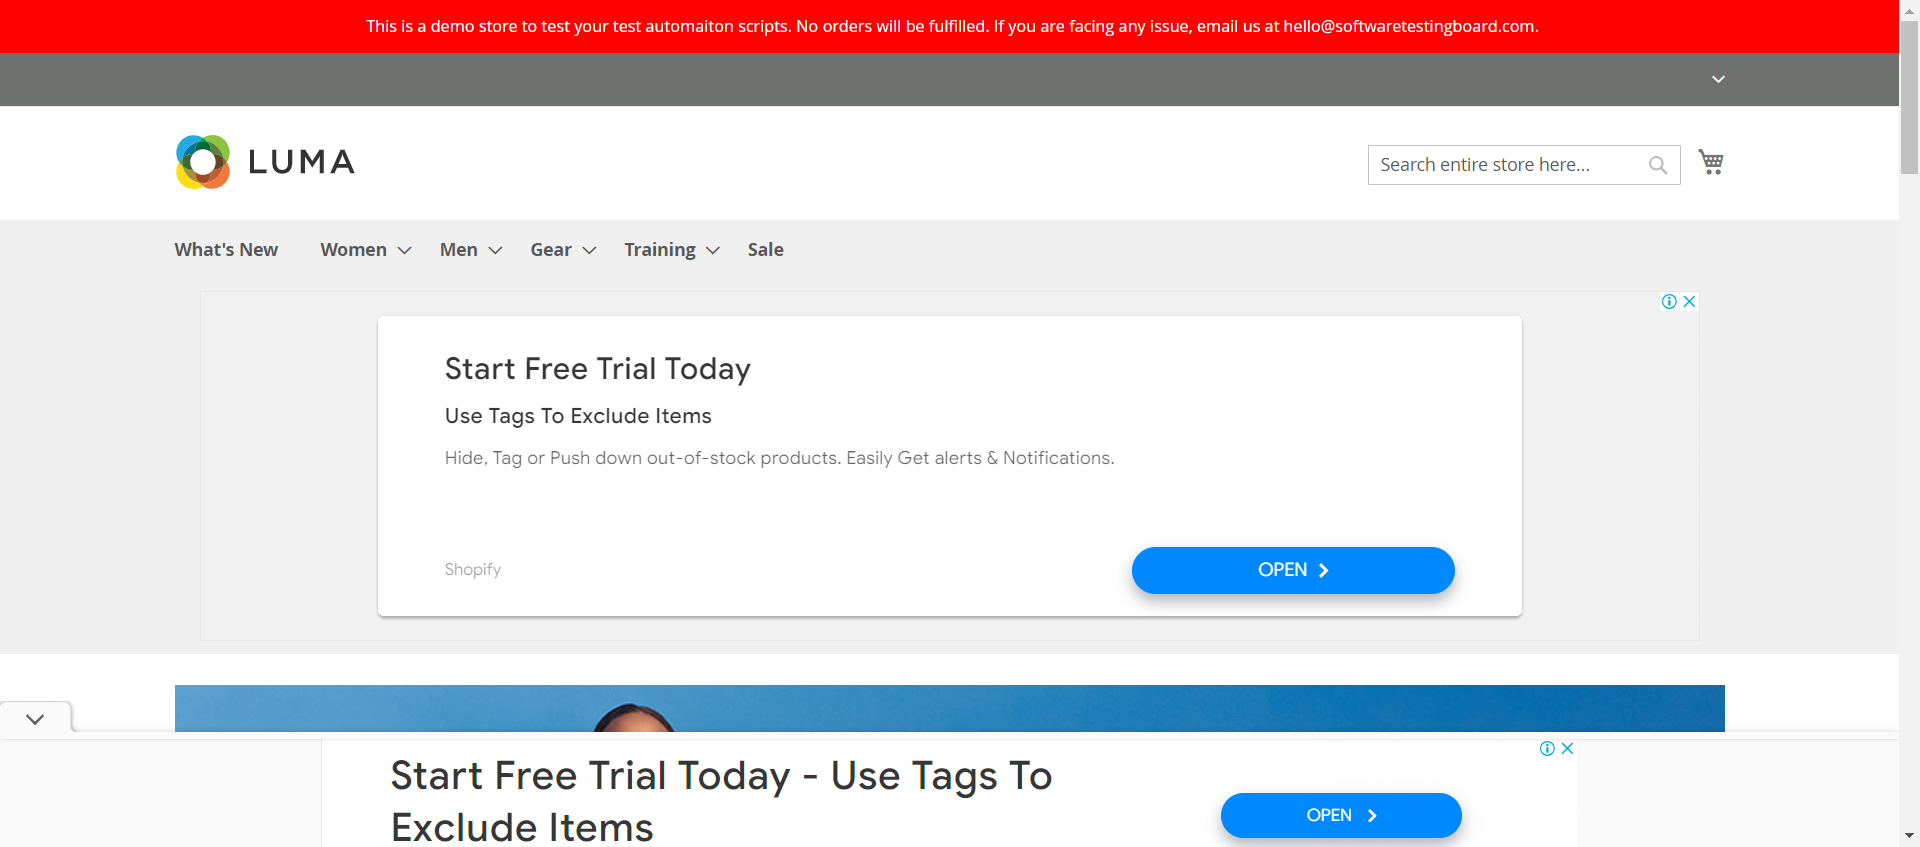 This is a demo store to test your test automaiton scripts. No orders will be fulfilled. If you are facing any issue, email us at hello@softwaretestingboard.com.
LUMA
Search entire store here...
What's New Women Men Gear Training Sale
Start Free Trial Today
Use Tags To Exclude Items
Hide, Tag or Push down out-of-stock products. Easily Get alerts & Notifications.
Shopify
OPEN
Start Free Trial Today - Use Tags To
Exclude Items
OPEN